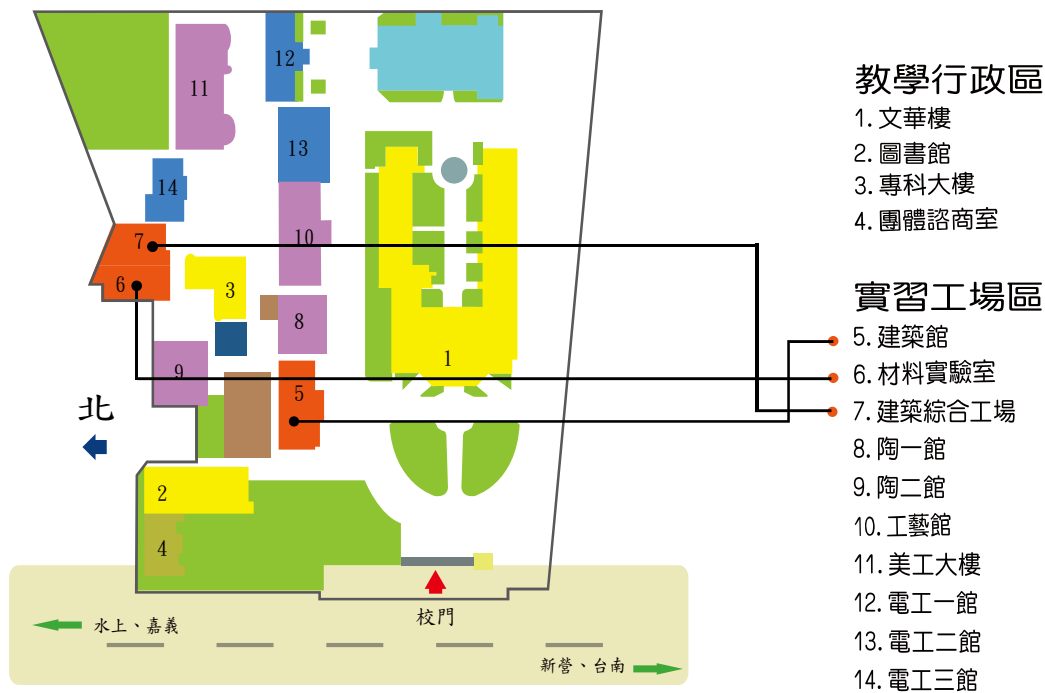 12
11
13
14
10
7
6
3
8
9
1
5
北
2
4
校門
水上、嘉義
新營、台南
教學行政區
1. 文華樓
2. 圖書館
3. 專科大樓
4. 團體諮商室
實習工場區
5. 建築館
6. 材料實驗室
7. 建築綜合工場
8. 陶一館
9. 陶二館
10. 工藝館
11. 美工大樓
12. 電工一館
13. 電工二館
14. 電工三館